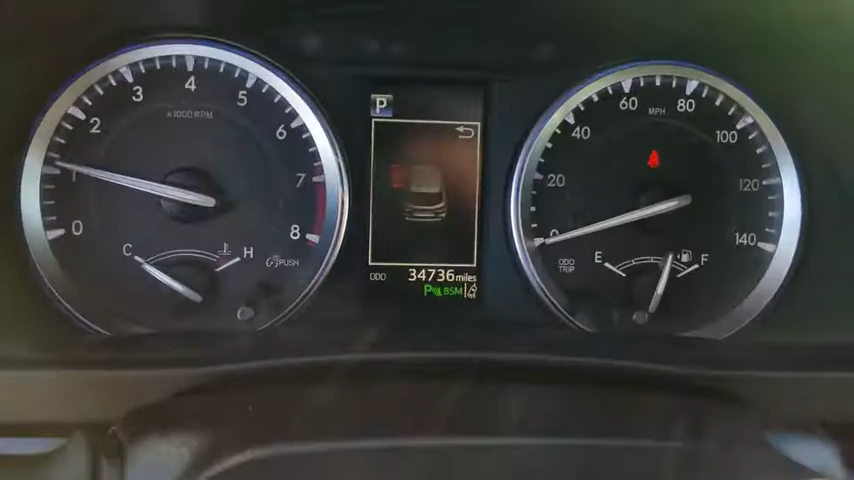 0 1 2 3 4 5 6 7 8
x1000 RPM
C H
PUSH
P
ODO 34736 miles
P BSM
0 20 40 60 80 100 120 140
MPH
ODO
TRIP
E F